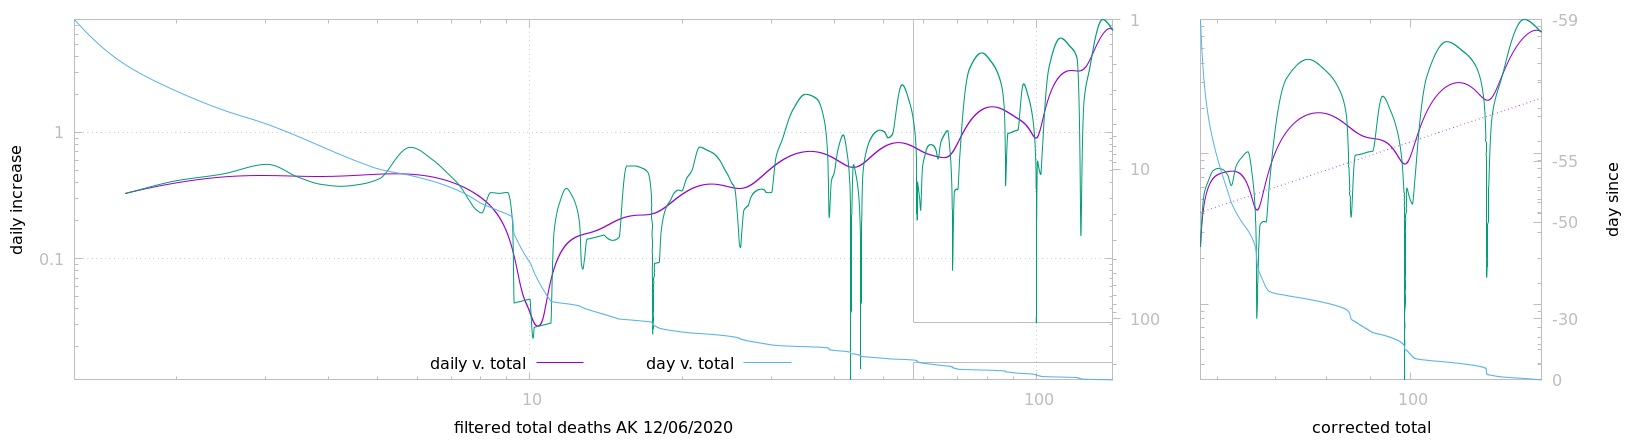 1
-59
daily increase
1
10
-55
day since
-50
0.1
100
-30
daily v. total
day v. total
0
10
100
100
filtered total deaths AK 12/06/2020
corrected total